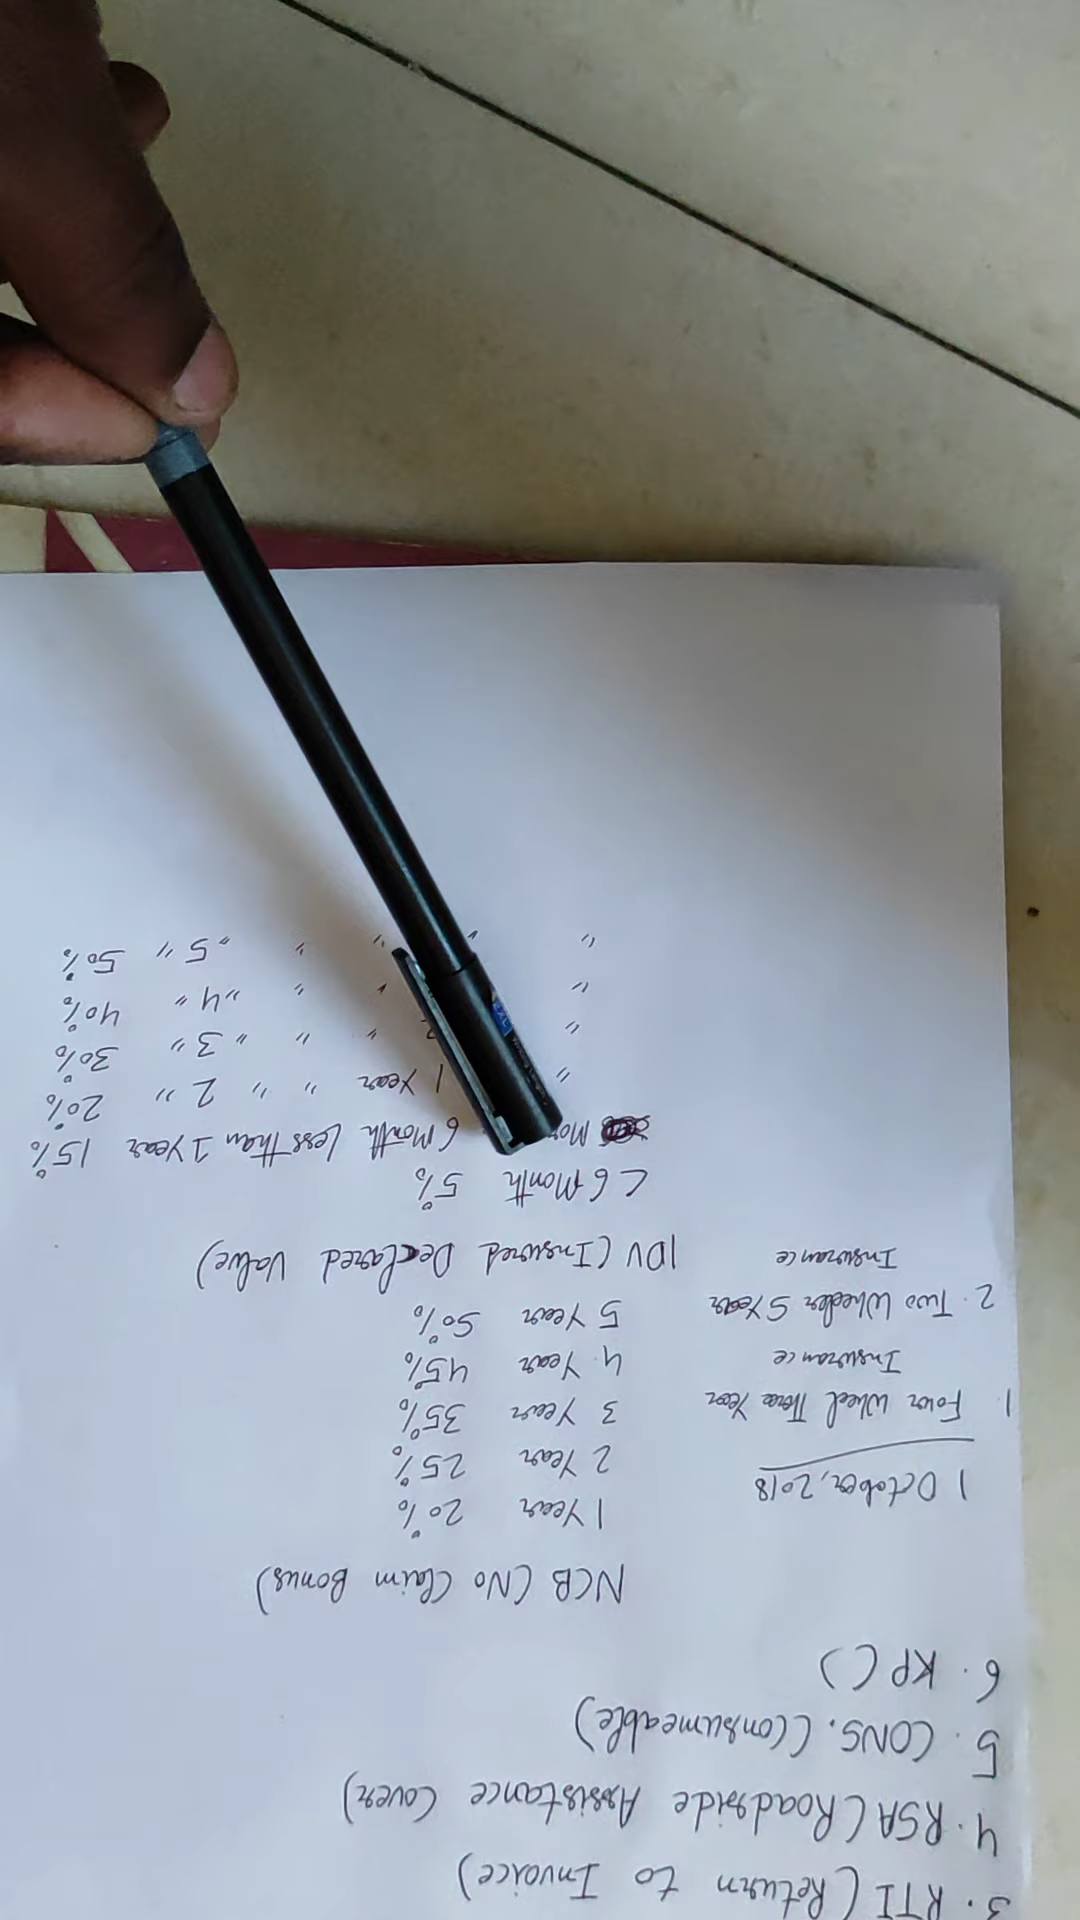 3. RTI (Return to Invoice)
4. RSA (Roadside Assistance Cover)
5. CONS. (Consumeable)
6. KP ( )
NCB (No Claim Bonus)
1 Year 20%
2 Year 25%
3 Year 35%
4 Year 45%
5 Year 50%
1 October, 2018
1 Four Wheel Three Year
Insurance
2. Two Wheeler 5 Year
Insurance
IDV (Insured Declared Value)
< 6 Month 5%
6 Month Less than 1 Year 15%
" 1 Year " " 2 " 20%
" " " 3 " 30%
" " " " 4 " 40%
" " " " 5 " 50%